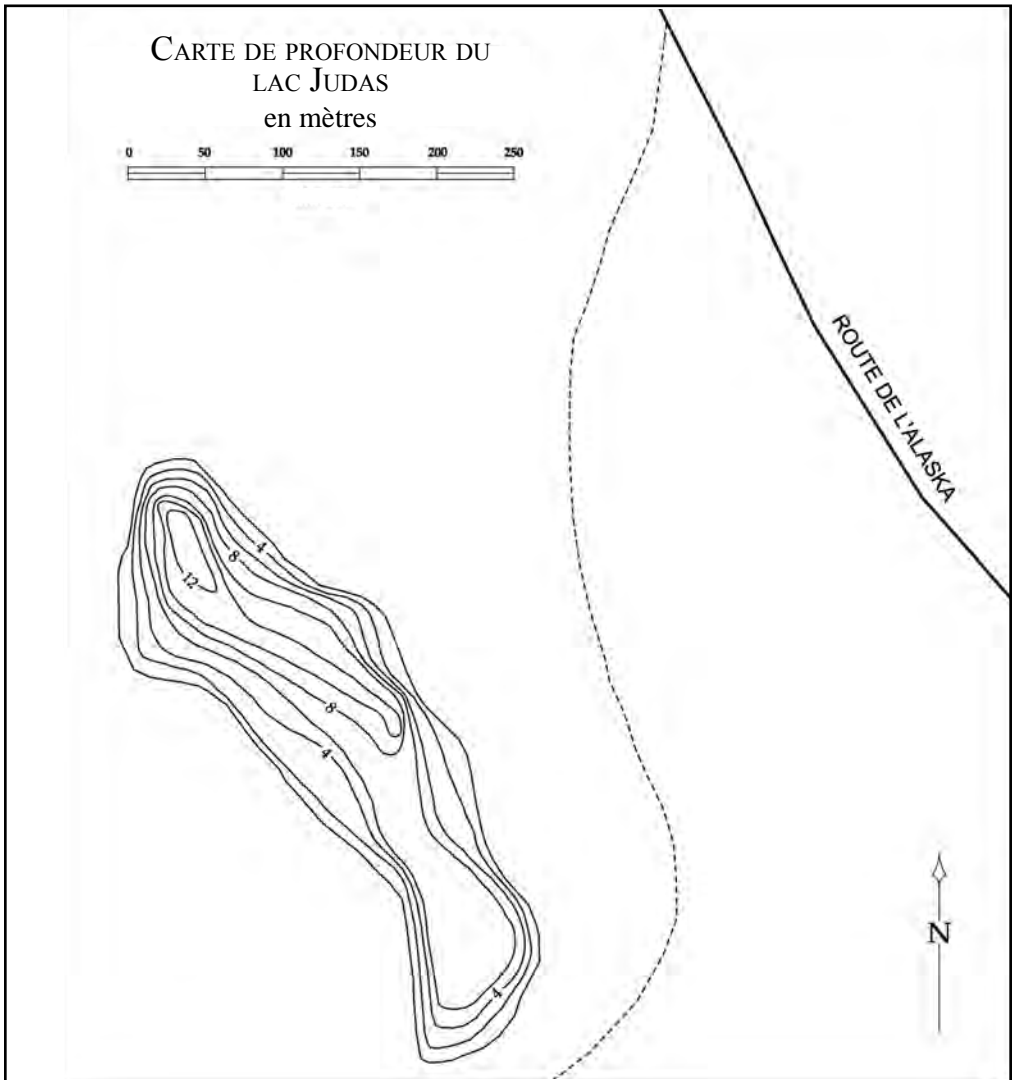 CARTE DE PROFONDEUR DU
LAC JUDAS
en mètres
0 50 100 150 200 250
ROUTE DE L'ALASKA
4
8
12
8
4
4
N